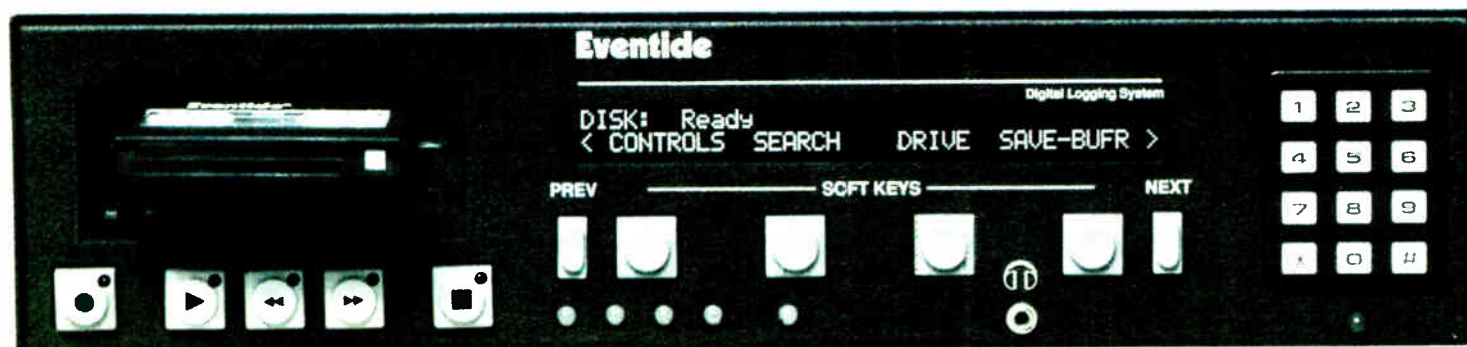 Eventide
Digital Logging System
Eventide
DISK: Ready
< CONTROLS SEARCH DRIVE SAVE-BUFR >
PREV SOFT KEYS NEXT
1 2 3
4 5 6
7 8 9
* 0 #